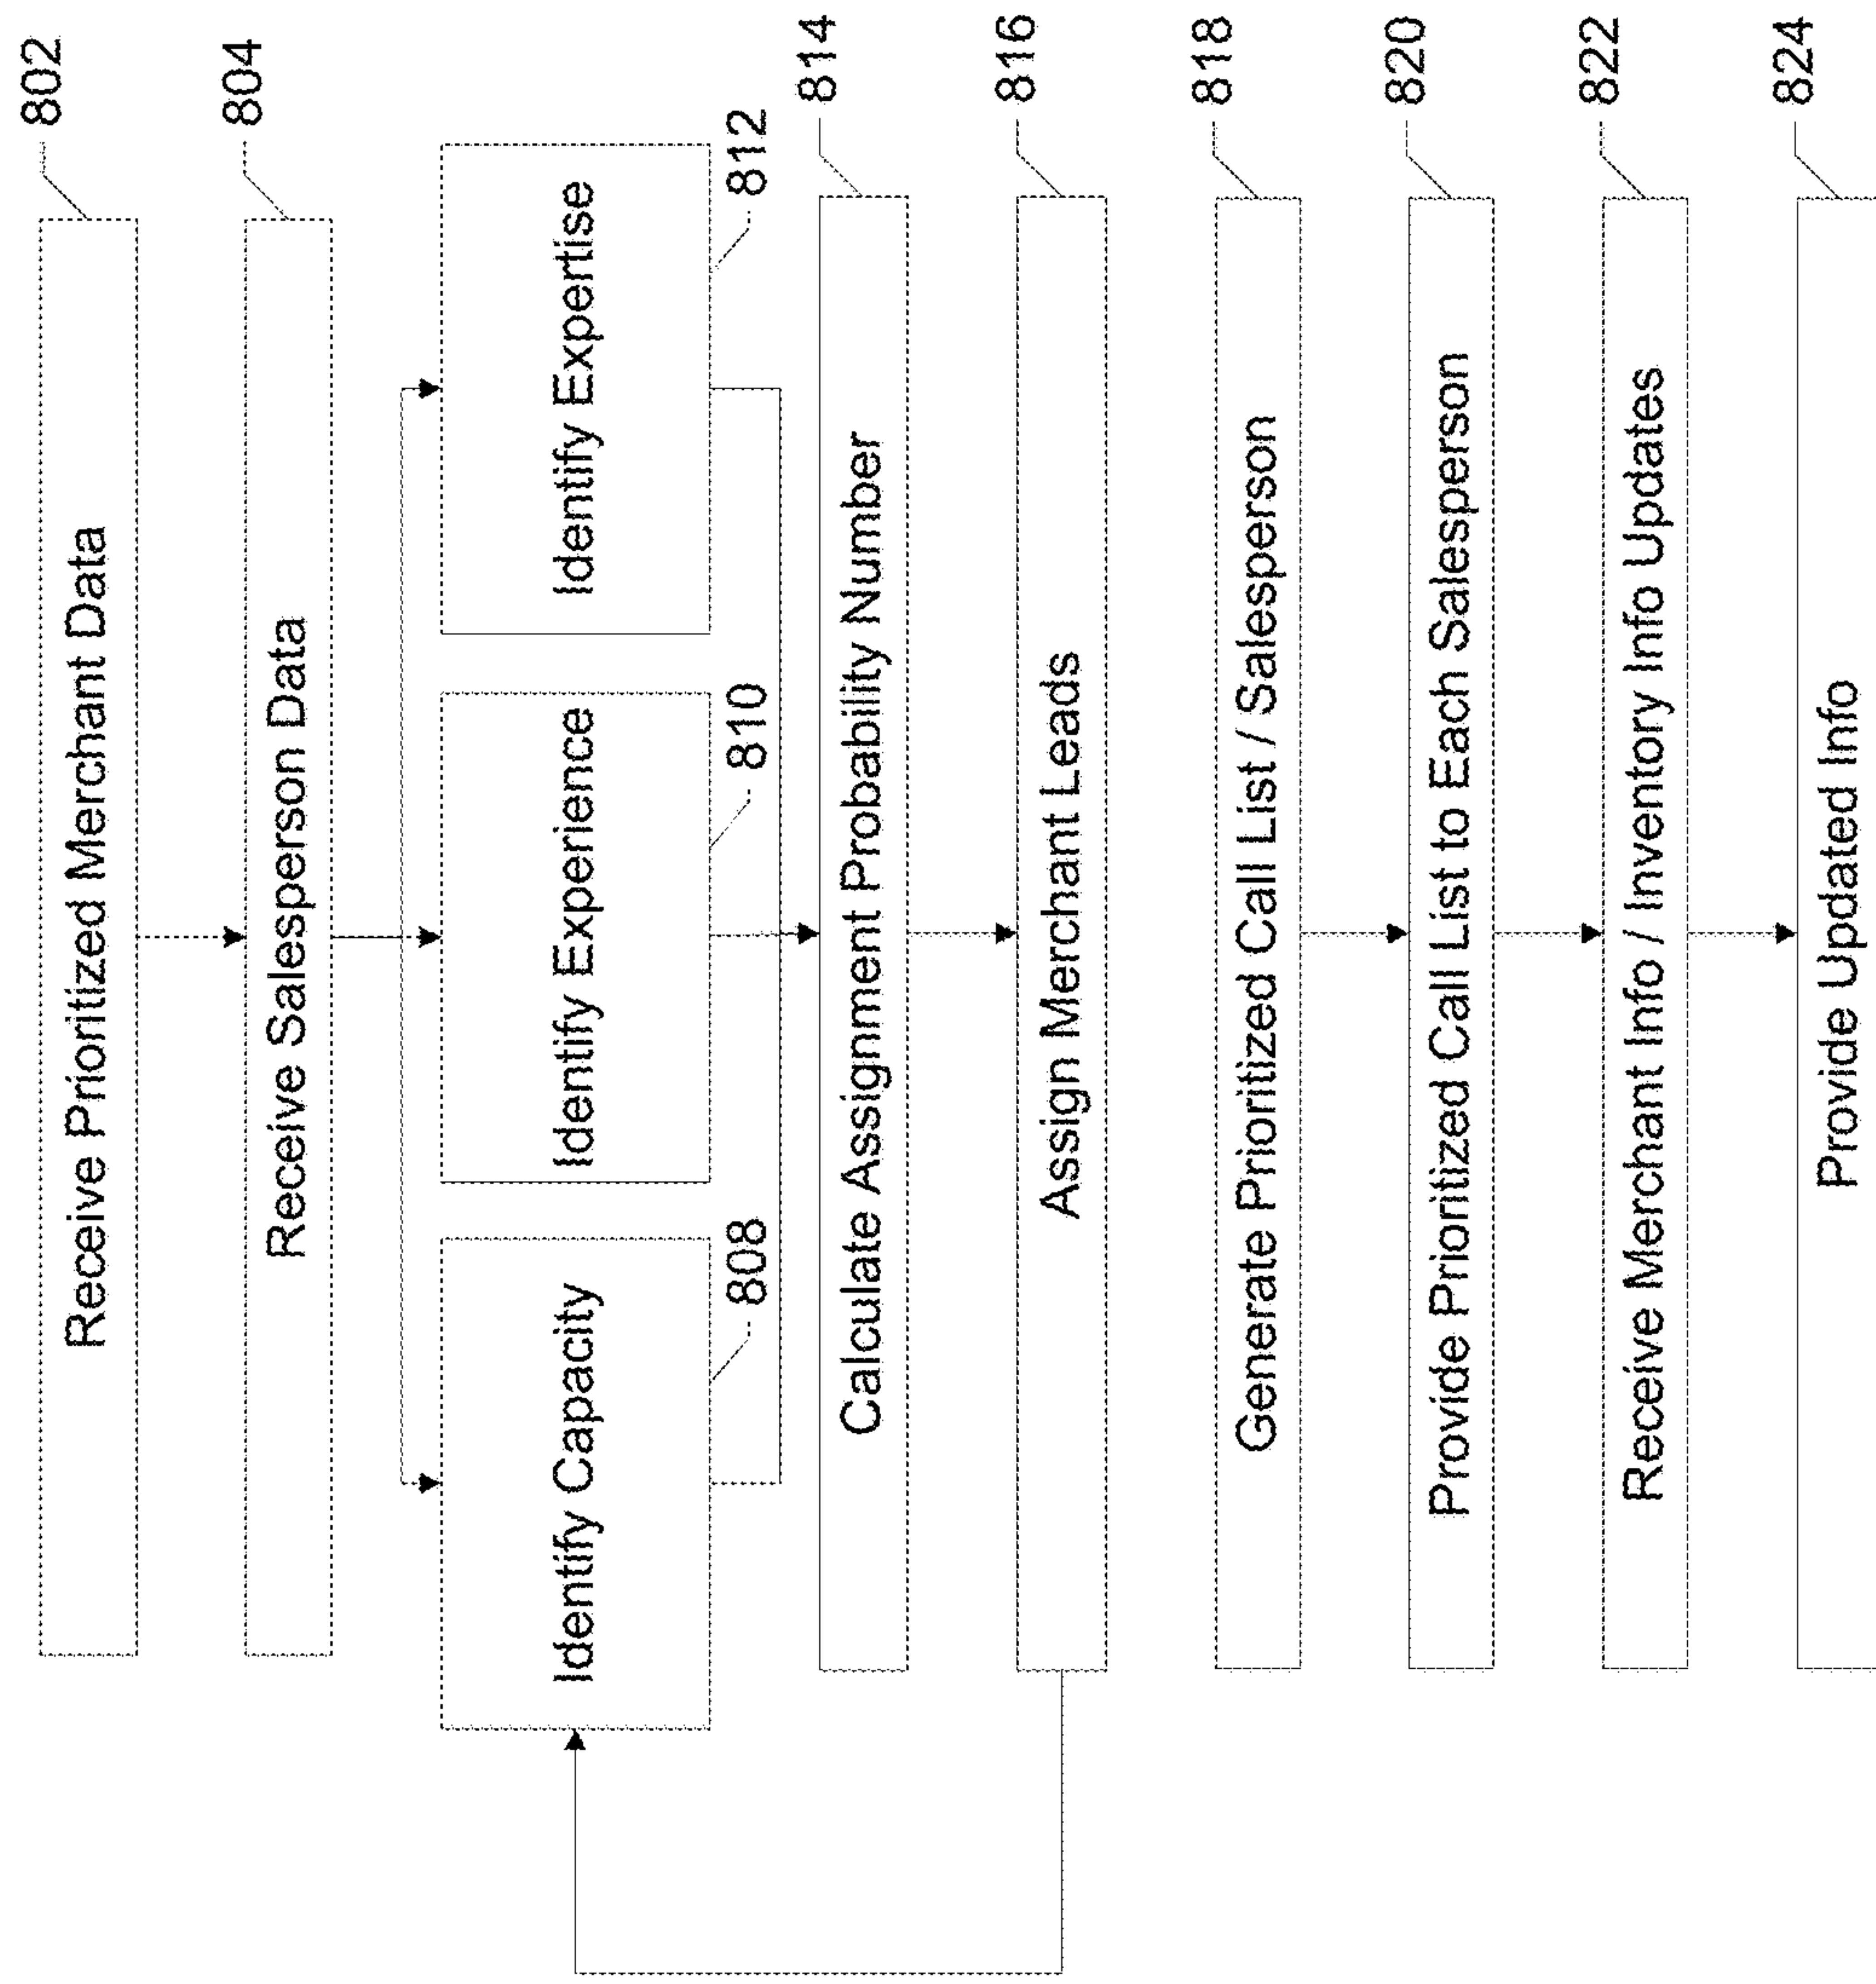 Receive Prioritized Merchant Data
802
Receive Salesperson Data
804
Identify Capacity
808
Identify Experience
810
Identify Expertise
812
Calculate Assignment Probability Number
814
Assign Merchant Leads
816
Generate Prioritized Call List / Salesperson
818
Provide Prioritized Call List to Each Salesperson
820
Receive Merchant Info / Inventory Info Updates
822
Provide Updated Info
824